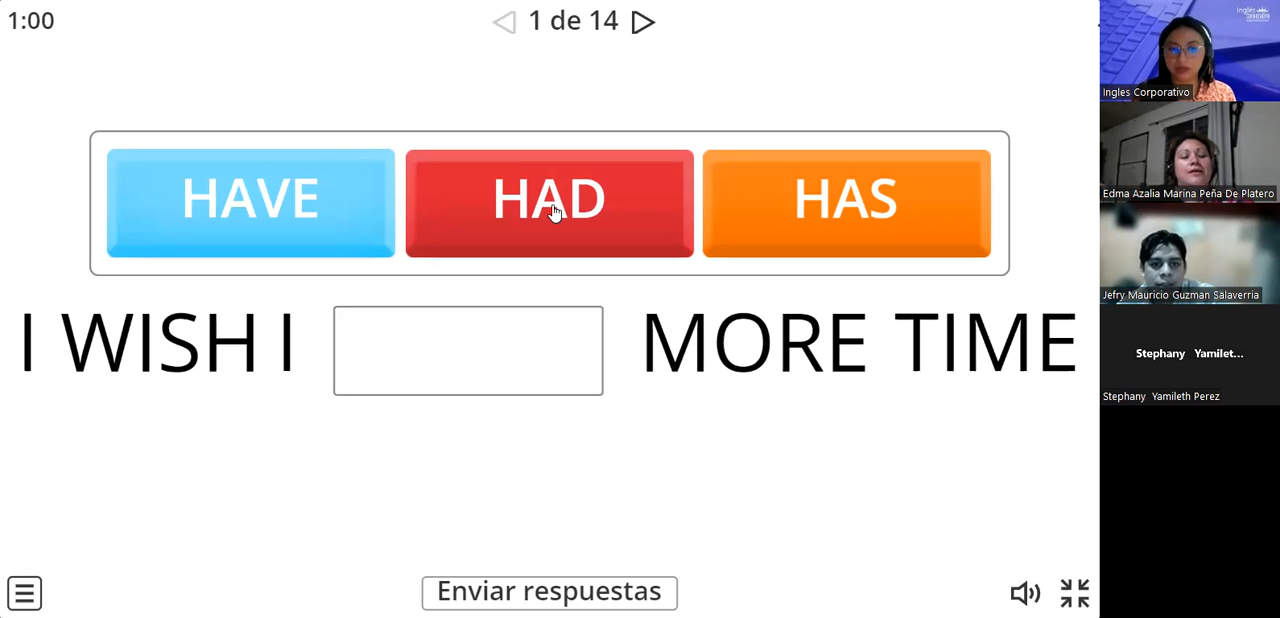 1:00
1 de 14
HAVE
HAD
HAS
I WISH I
MORE TIME
Enviar respuestas
Ingles Corporativo
Edma Azalia Marina Peña De Platero
Jefry Mauricio Guzman Salaverria
Stephany Yamilet...
Stephany Yamileth Perez